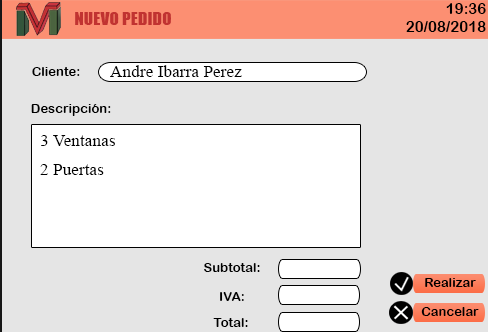 M NUEVO PEDIDO
19:36
20/08/2018
Cliente: Andre Ibarra Perez
Descripción:
3 Ventanas
2 Puertas
Subtotal:
IVA:
Total:
Realizar
Cancelar